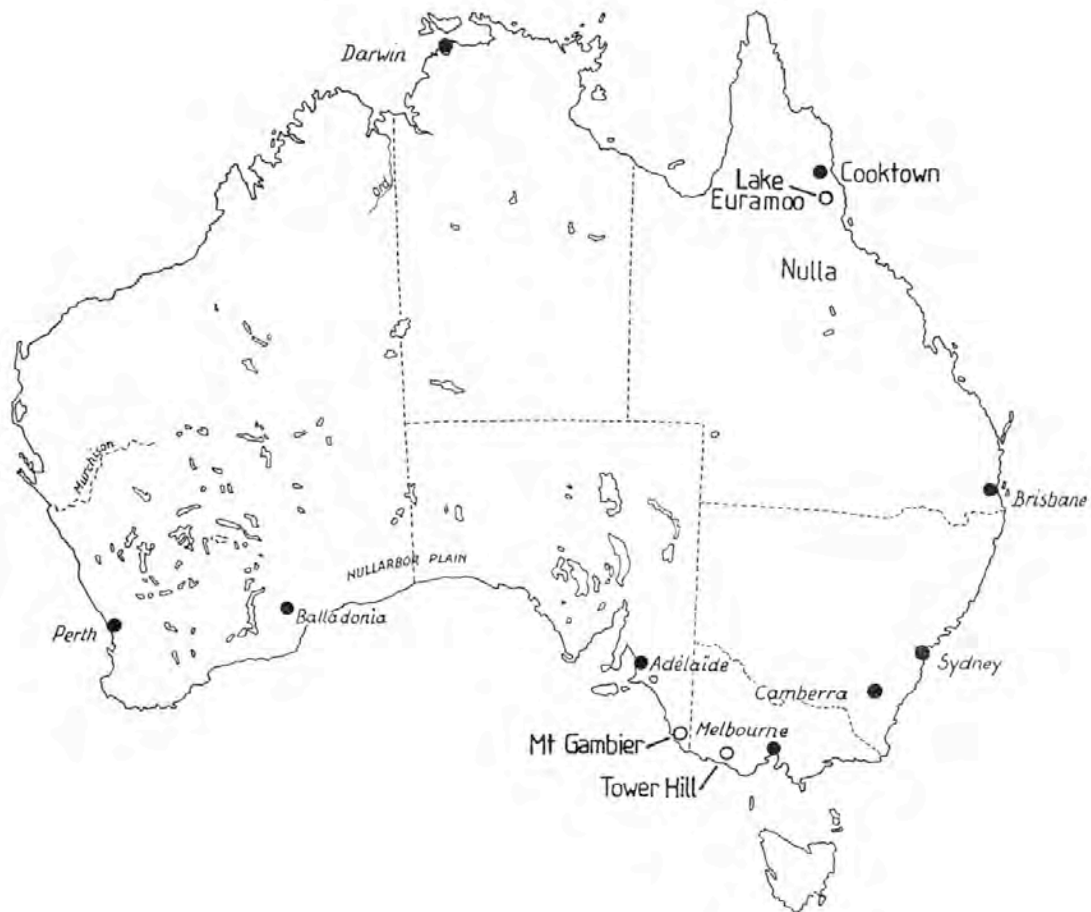 Darwin
Ord
Cooktown
Lake
Euramoo
Nulla
Murchison
Brisbane
NULLARBOR PLAIN
Balladonia
Perth
Adélaïde
Sydney
Camberra
Melbourne
Mt Gambier
Tower Hill